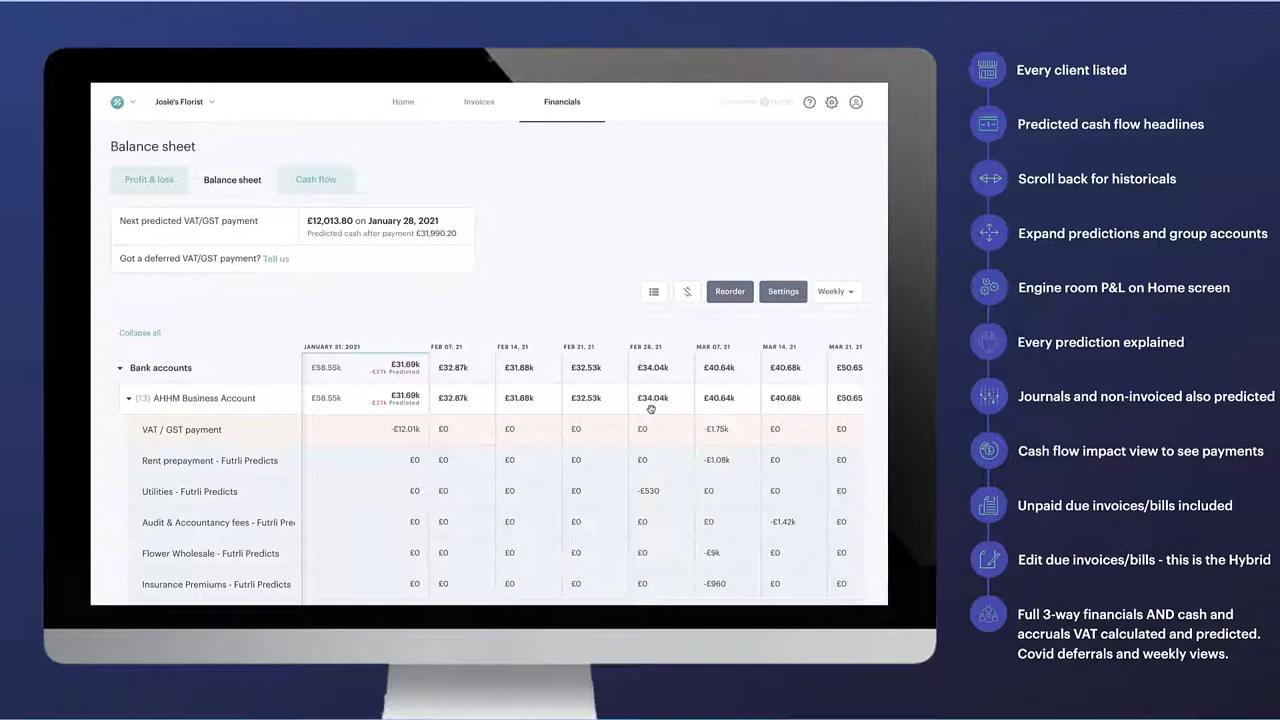 Josie's Florist
Home
Invoices
Financials
Balance sheet
Profit & loss
Balance sheet
Cash flow
Next predicted VAT/GST payment
£12,013.80 on January 28, 2021
Predicted cash after payment £31,990.20
Got a deferred VAT/GST payment? Tell us
Reorder
Settings
Weekly
Collapse all
JANUARY 31, 2021 FEB 07, 21 FEB 14, 21 FEB 21, 21 FEB 28, 21 MAR 07, 21 MAR 14, 21 MAR 21, 21
Bank accounts £58.55k £31.69k £32.87k £31.88k £32.53k £34.04k £40.64k £40.68k £50.65
-£27k Predicted
(13) AHHM Business Account £58.55k £31.69k £32.87k £31.88k £32.53k £34.04k £40.64k £40.68k £50.65
-£27k Predicted
VAT / GST payment -£12.01k £0 £0 £0 £0 -£1.75k £0 £0
Rent prepayment - Futrli Predicts £0 £0 £0 £0 £0 -£1.08k £0 £0
Utilities - Futrli Predicts £0 £0 £0 £0 -£530 £0 £0 £0
Audit & Accountancy fees - Futrli Pre £0 £0 £0 £0 £0 £0 -£1.42k £0
Flower Wholesale - Futrli Predicts £0 £0 £0 £0 £0 -£9k £0 £0
Insurance Premiums - Futrli Predicts £0 £0 £0 £0 £0 -£960 £0 £0
Every client listed
Predicted cash flow headlines
Scroll back for historicals
Expand predictions and group accounts
Engine room P&L on Home screen
Every prediction explained
Journals and non-invoiced also predicted
Cash flow impact view to see payments
Unpaid due invoices/bills included
Edit due invoices/bills - this is the Hybrid
Full 3-way financials AND cash and
accruals VAT calculated and predicted.
Covid deferrals and weekly views.